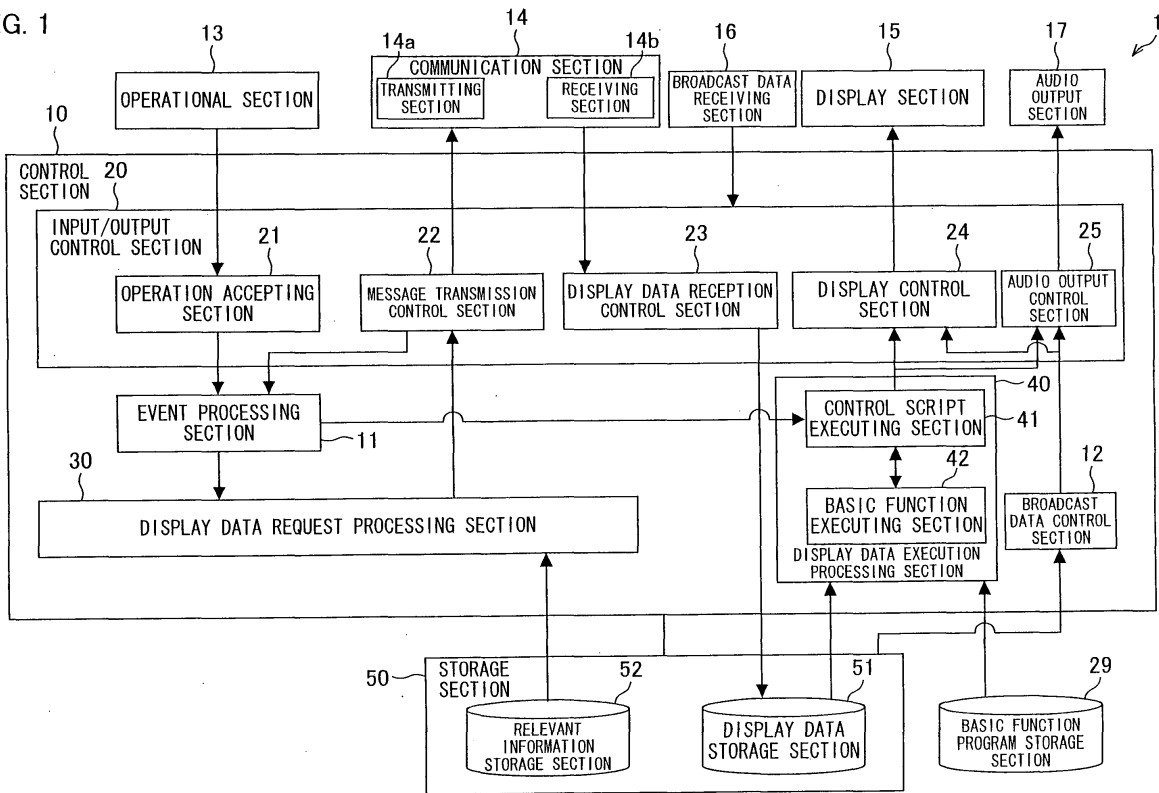 G. 1
1
13
OPERATIONAL SECTION
14
14a
14b
COMMUNICATION SECTION
TRANSMITTING
SECTION
RECEIVING
SECTION
16
BROADCAST DATA
RECEIVING
SECTION
15
DISPLAY SECTION
17
AUDIO
OUTPUT
SECTION
10
CONTROL
SECTION
20
INPUT/OUTPUT
CONTROL SECTION
21
OPERATION ACCEPTING
SECTION
22
MESSAGE TRANSMISSION
CONTROL SECTION
23
DISPLAY DATA RECEPTION
CONTROL SECTION
24
DISPLAY CONTROL
SECTION
25
AUDIO OUTPUT
CONTROL
SECTION
EVENT PROCESSING
SECTION
11
40
CONTROL SCRIPT
EXECUTING SECTION
41
42
BASIC FUNCTION
EXECUTING SECTION
DISPLAY DATA EXECUTION
PROCESSING SECTION
12
BROADCAST
DATA CONTROL
SECTION
30
DISPLAY DATA REQUEST PROCESSING SECTION
50
STORAGE
SECTION
52
RELEVANT
INFORMATION
STORAGE SECTION
51
DISPLAY DATA
STORAGE SECTION
29
BASIC FUNCTION
PROGRAM STORAGE
SECTION